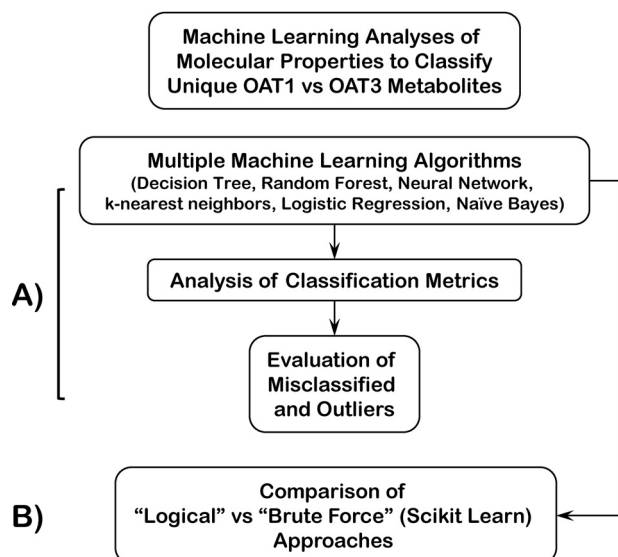 Machine Learning Analyses of
Molecular Properties to Classify
Unique OAT1 vs OAT3 Metabolites
Multiple Machine Learning Algorithms
(Decision Tree, Random Forest, Neural Network,
k-nearest neighbors, Logistic Regression, Naïve Bayes)
A)
Analysis of Classification Metrics
Evaluation of
Misclassified
and Outliers
B)
Comparison of
“Logical” vs “Brute Force” (Scikit Learn)
Approaches